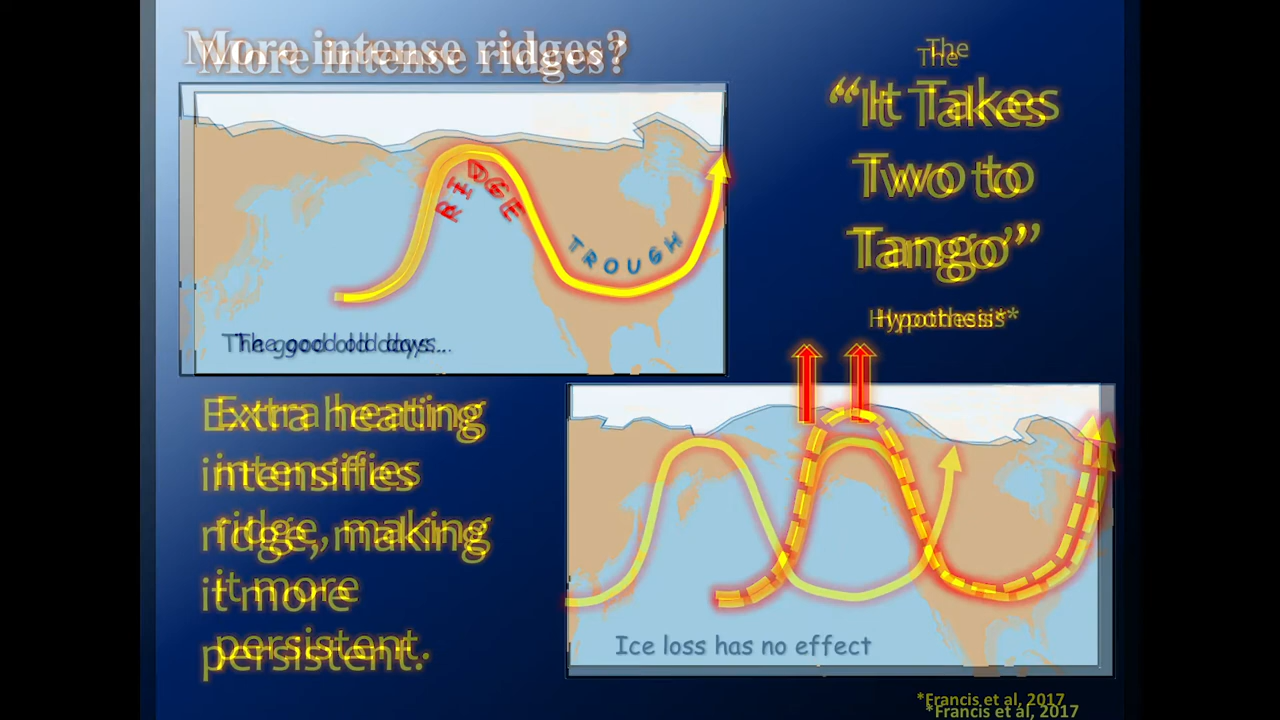 More intense ridges?
The
“It Takes
Two to
Tango”
Hypothesis*
RIDGE
TROUGH
The good old days...
Extra heating
intensifies
ridge, making
it more
persistent.
Ice loss has no effect
*Francis et al, 2017